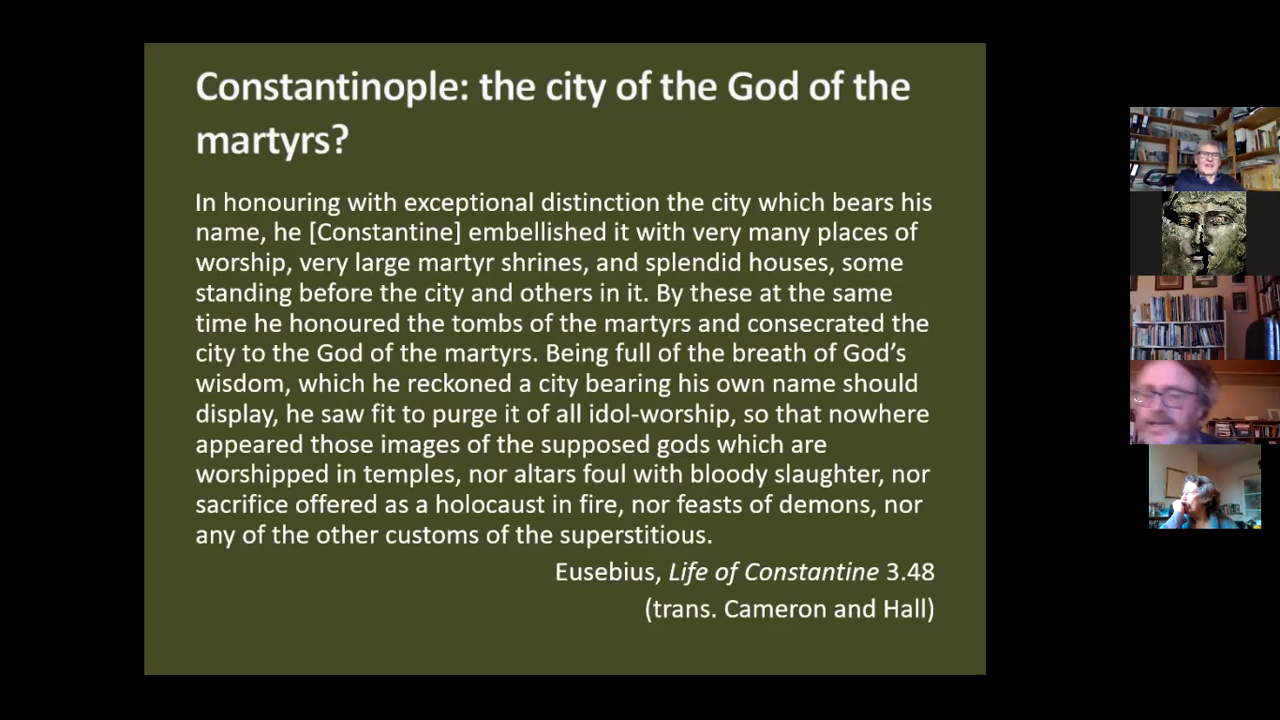 Constantinople: the city of the God of the
martyrs?
In honouring with exceptional distinction the city which bears his
name, he [Constantine] embellished it with very many places of
worship, very large martyr shrines, and splendid houses, some
standing before the city and others in it. By these at the same
time he honoured the tombs of the martyrs and consecrated the
city to the God of the martyrs. Being full of the breath of God’s
wisdom, which he reckoned a city bearing his own name should
display, he saw fit to purge it of all idol-worship, so that nowhere
appeared those images of the supposed gods which are
worshipped in temples, nor altars foul with bloody slaughter, nor
sacrifice offered as a holocaust in fire, nor feasts of demons, nor
any of the other customs of the superstitious.
Eusebius, Life of Constantine 3.48
(trans. Cameron and Hall)